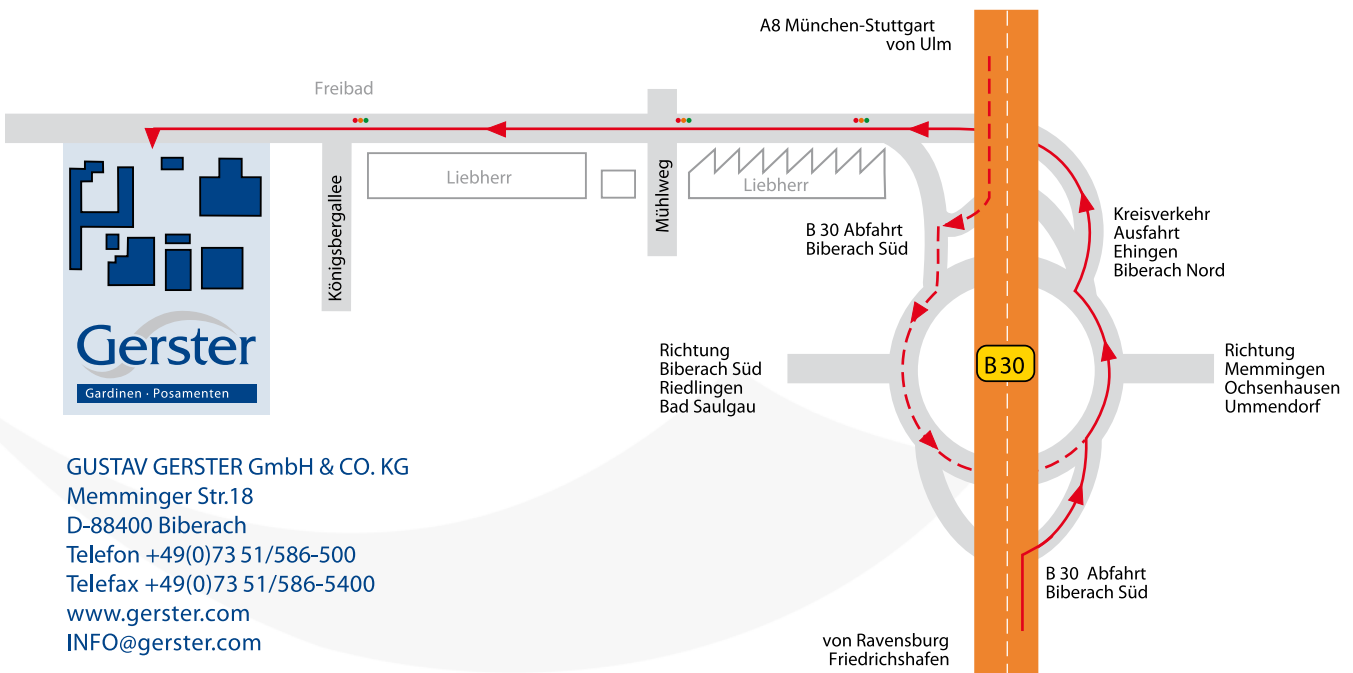 A8 München-Stuttgart
von Ulm
Freibad
Liebherr
Liebherr
Königsbergallee
Mühlweg
B 30 Abfahrt
Biberach Süd
Kreisverkehr
Ausfahrt
Ehingen
Biberach Nord
Gerster
Gardinen · Posamenten
Richtung
Biberach Süd
Riedlingen
Bad Saulgau
B 30
Richtung
Memmingen
Ochsenhausen
Ummendorf
GUSTAV GERSTER GmbH & CO. KG
Memminger Str.18
D-88400 Biberach
Telefon +49(0)73 51/586-500
Telefax +49(0)73 51/586-5400
www.gerster.com
INFO@gerster.com
B 30 Abfahrt
Biberach Süd
von Ravensburg
Friedrichshafen